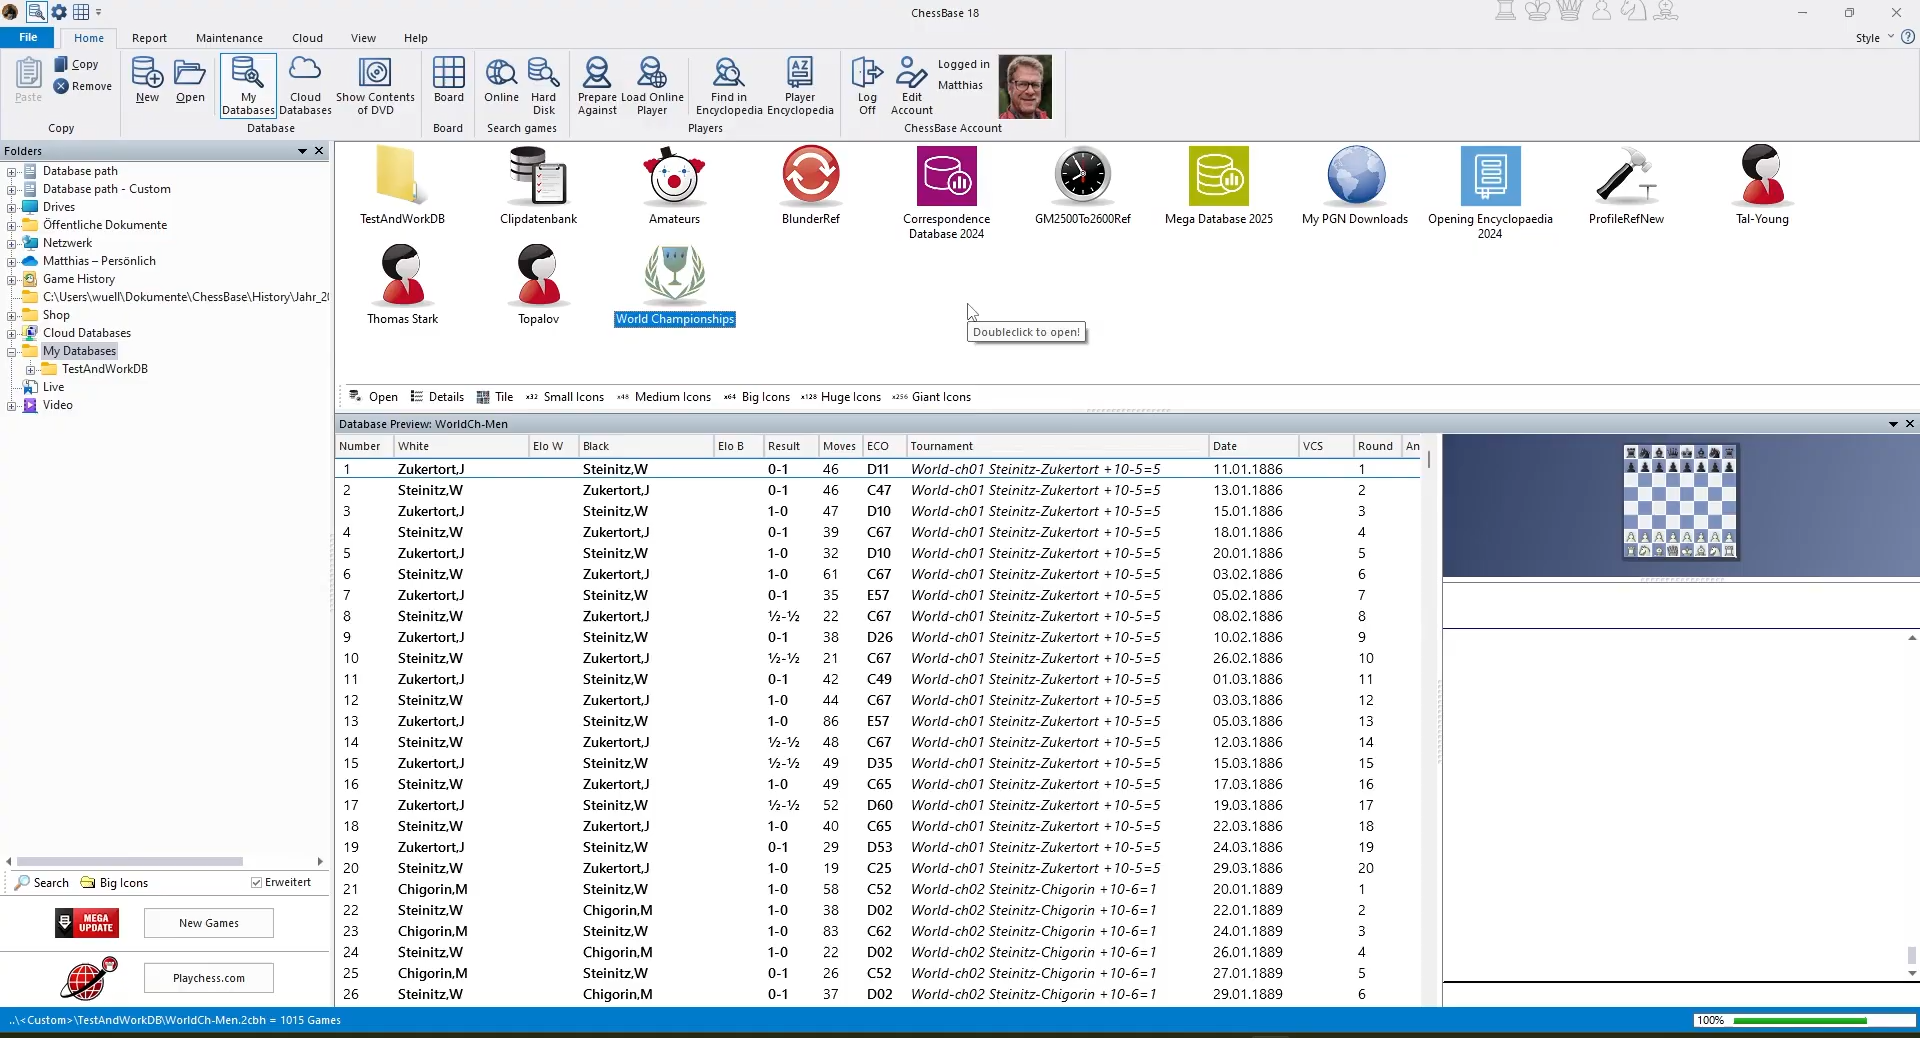 ChessBase 18
File Home Report Maintenance Cloud View Help Style
Paste Copy Remove New Open My Databases Cloud Databases Show Contents of DVD Board Online Hard Disk Prepare Against Load Online Player Find in Encyclopedia Player Encyclopedia Log Off Edit Account Logged in Matthias
Copy Database Board Search games Players ChessBase Account
Folders
Database path
Database path - Custom
Drives
Öffentliche Dokumente
Netzwerk
Matthias – Persönlich
Game History
C:\Users\wuell\Dokumente\ChessBase\History\Jahr_20
Shop
Cloud Databases
My Databases
TestAndWorkDB
Live
Video
Search Big Icons Erweitert
MEGA UPDATE New Games
Playchess.com
TestAndWorkDB Clipdatenbank Amateurs BlunderRef Correspondence Database 2024 GM2500To2600Ref Mega Database 2025 My PGN Downloads Opening Encyclopaedia 2024 ProfileRefNew Tal-Young
Thomas Stark Topalov World Championships
Doubleclick to open!
Open Details Tile x32 Small Icons x48 Medium Icons x64 Big Icons x128 Huge Icons x256 Giant Icons
Database Preview: WorldCh-Men
Number White Elo W Black Elo B Result Moves ECO Tournament Date VCS Round An
1 Zukertort,J Steinitz,W 0-1 46 D11 World-ch01 Steinitz-Zukertort +10-5=5 11.01.1886 1
2 Steinitz,W Zukertort,J 0-1 46 C47 World-ch01 Steinitz-Zukertort +10-5=5 13.01.1886 2
3 Zukertort,J Steinitz,W 1-0 47 D10 World-ch01 Steinitz-Zukertort +10-5=5 15.01.1886 3
4 Steinitz,W Zukertort,J 0-1 39 C67 World-ch01 Steinitz-Zukertort +10-5=5 18.01.1886 4
5 Zukertort,J Steinitz,W 1-0 32 D10 World-ch01 Steinitz-Zukertort +10-5=5 20.01.1886 5
6 Steinitz,W Zukertort,J 1-0 61 C67 World-ch01 Steinitz-Zukertort +10-5=5 03.02.1886 6
7 Zukertort,J Steinitz,W 0-1 35 E57 World-ch01 Steinitz-Zukertort +10-5=5 05.02.1886 7
8 Steinitz,W Zukertort,J ½-½ 22 C67 World-ch01 Steinitz-Zukertort +10-5=5 08.02.1886 8
9 Zukertort,J Steinitz,W 0-1 38 D26 World-ch01 Steinitz-Zukertort +10-5=5 10.02.1886 9
10 Steinitz,W Zukertort,J ½-½ 21 C67 World-ch01 Steinitz-Zukertort +10-5=5 26.02.1886 10
11 Zukertort,J Steinitz,W 0-1 42 C49 World-ch01 Steinitz-Zukertort +10-5=5 01.03.1886 11
12 Steinitz,W Zukertort,J 1-0 44 C67 World-ch01 Steinitz-Zukertort +10-5=5 03.03.1886 12
13 Zukertort,J Steinitz,W 1-0 86 E57 World-ch01 Steinitz-Zukertort +10-5=5 05.03.1886 13
14 Steinitz,W Zukertort,J ½-½ 48 C67 World-ch01 Steinitz-Zukertort +10-5=5 12.03.1886 14
15 Zukertort,J Steinitz,W ½-½ 49 D35 World-ch01 Steinitz-Zukertort +10-5=5 15.03.1886 15
16 Steinitz,W Zukertort,J 1-0 49 C65 World-ch01 Steinitz-Zukertort +10-5=5 17.03.1886 16
17 Zukertort,J Steinitz,W ½-½ 52 D60 World-ch01 Steinitz-Zukertort +10-5=5 19.03.1886 17
18 Steinitz,W Zukertort,J 1-0 40 C65 World-ch01 Steinitz-Zukertort +10-5=5 22.03.1886 18
19 Zukertort,J Steinitz,W 0-1 29 D53 World-ch01 Steinitz-Zukertort +10-5=5 24.03.1886 19
20 Steinitz,W Zukertort,J 1-0 19 C25 World-ch01 Steinitz-Zukertort +10-5=5 29.03.1886 20
21 Chigorin,M Steinitz,W 1-0 58 C52 World-ch02 Steinitz-Chigorin +10-6=1 20.01.1889 1
22 Steinitz,W Chigorin,M 1-0 38 D02 World-ch02 Steinitz-Chigorin +10-6=1 22.01.1889 2
23 Chigorin,M Steinitz,W 1-0 83 C62 World-ch02 Steinitz-Chigorin +10-6=1 24.01.1889 3
24 Steinitz,W Chigorin,M 1-0 22 D02 World-ch02 Steinitz-Chigorin +10-6=1 26.01.1889 4
25 Chigorin,M Steinitz,W 0-1 26 C52 World-ch02 Steinitz-Chigorin +10-6=1 27.01.1889 5
26 Steinitz,W Chigorin,M 0-1 37 D02 World-ch02 Steinitz-Chigorin +10-6=1 29.01.1889 6
..\<Custom>\TestAndWorkDB\WorldCh-Men.2cbh = 1015 Games 100%